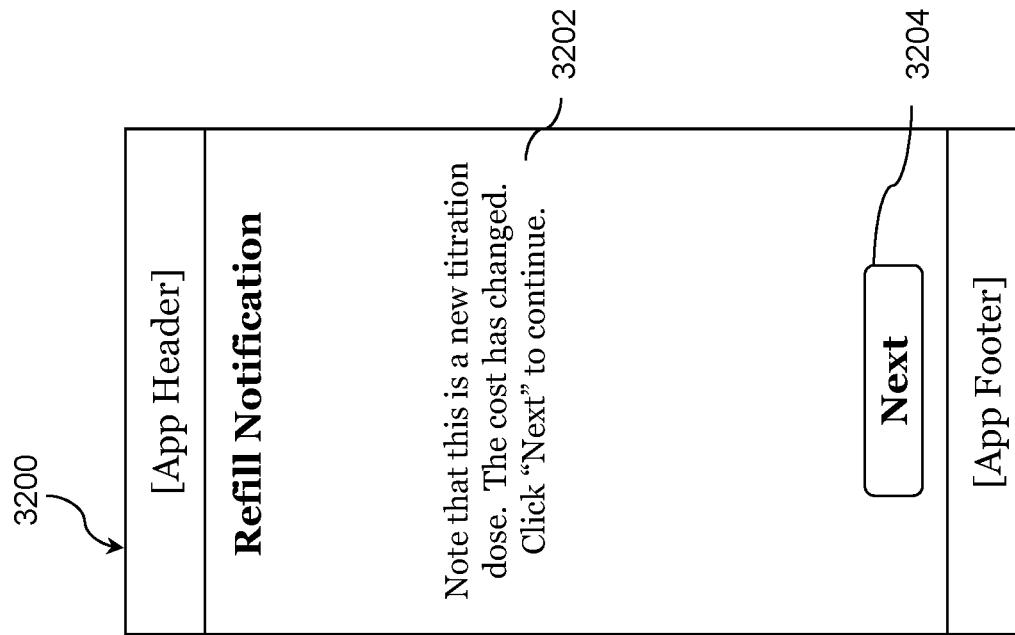 3200
[App Header]
Refill Notification
Note that this is a new titration
dose. The cost has changed.
Click “Next” to continue.
3202
Next
3204
[App Footer]